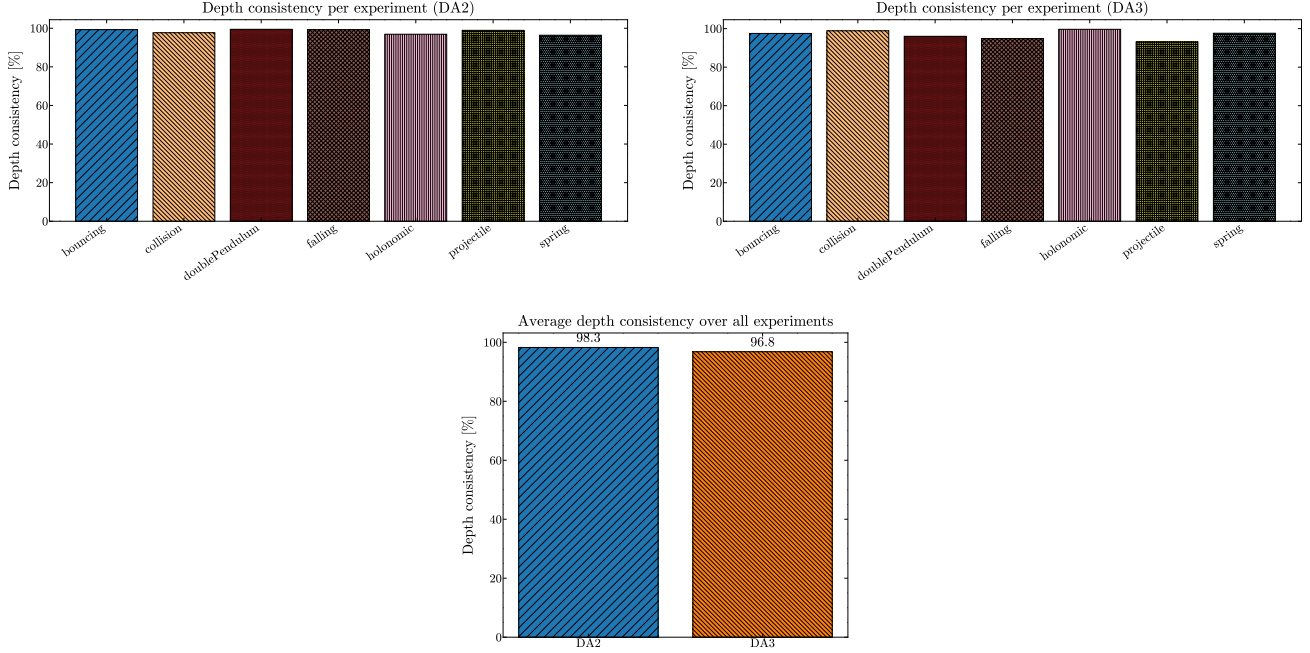 Depth consistency per experiment (DA2)
Depth consistency [%]
100
80
60
40
20
0
bouncing
collision
doublePendulum
falling
holonomic
projectile
spring
Depth consistency per experiment (DA3)
Depth consistency [%]
100
80
60
40
20
0
bouncing
collision
doublePendulum
falling
holonomic
projectile
spring
Average depth consistency over all experiments
Depth consistency [%]
100
80
60
40
20
0
98.3
96.8
DA2
DA3